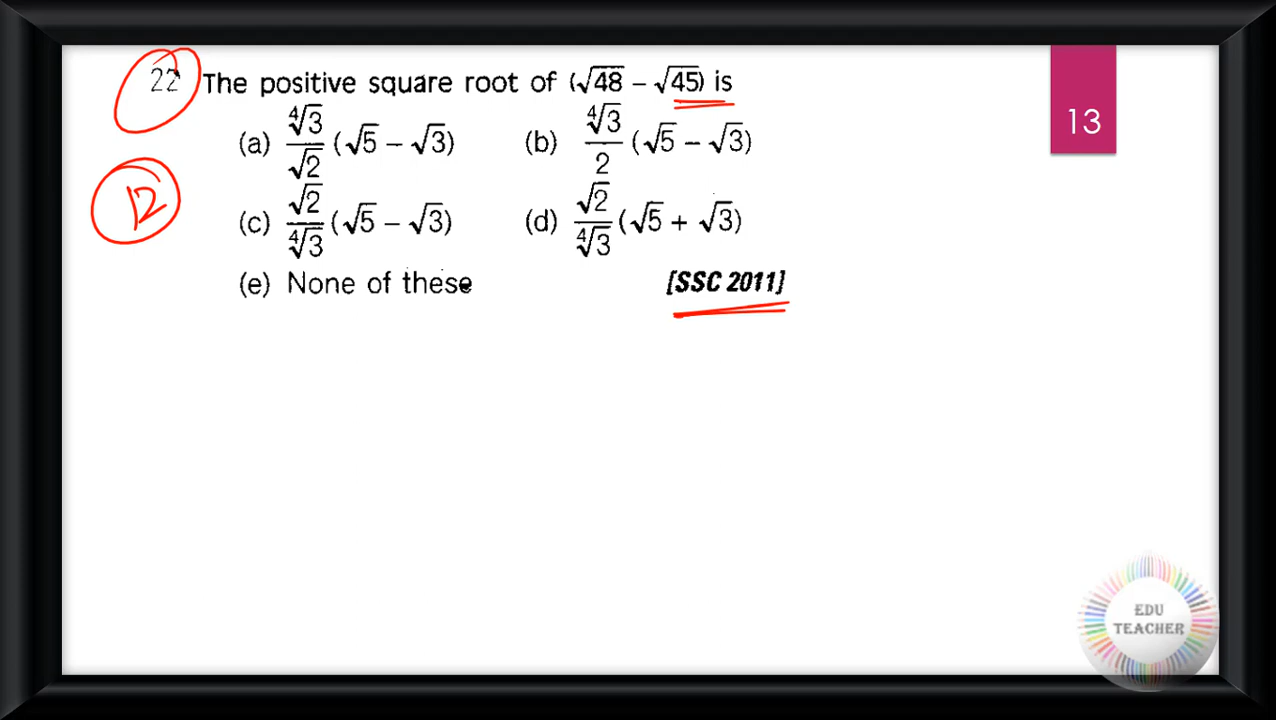 22 The positive square root of (√48 − √45) is
13
(a) ∜3/√2 (√5 − √3) (b) ∜3/2 (√5 − √3)
12
(c) √2/∜3 (√5 − √3) (d) √2/∜3 (√5 + √3)
(e) None of these [SSC 2011]
EDU
TEACHER